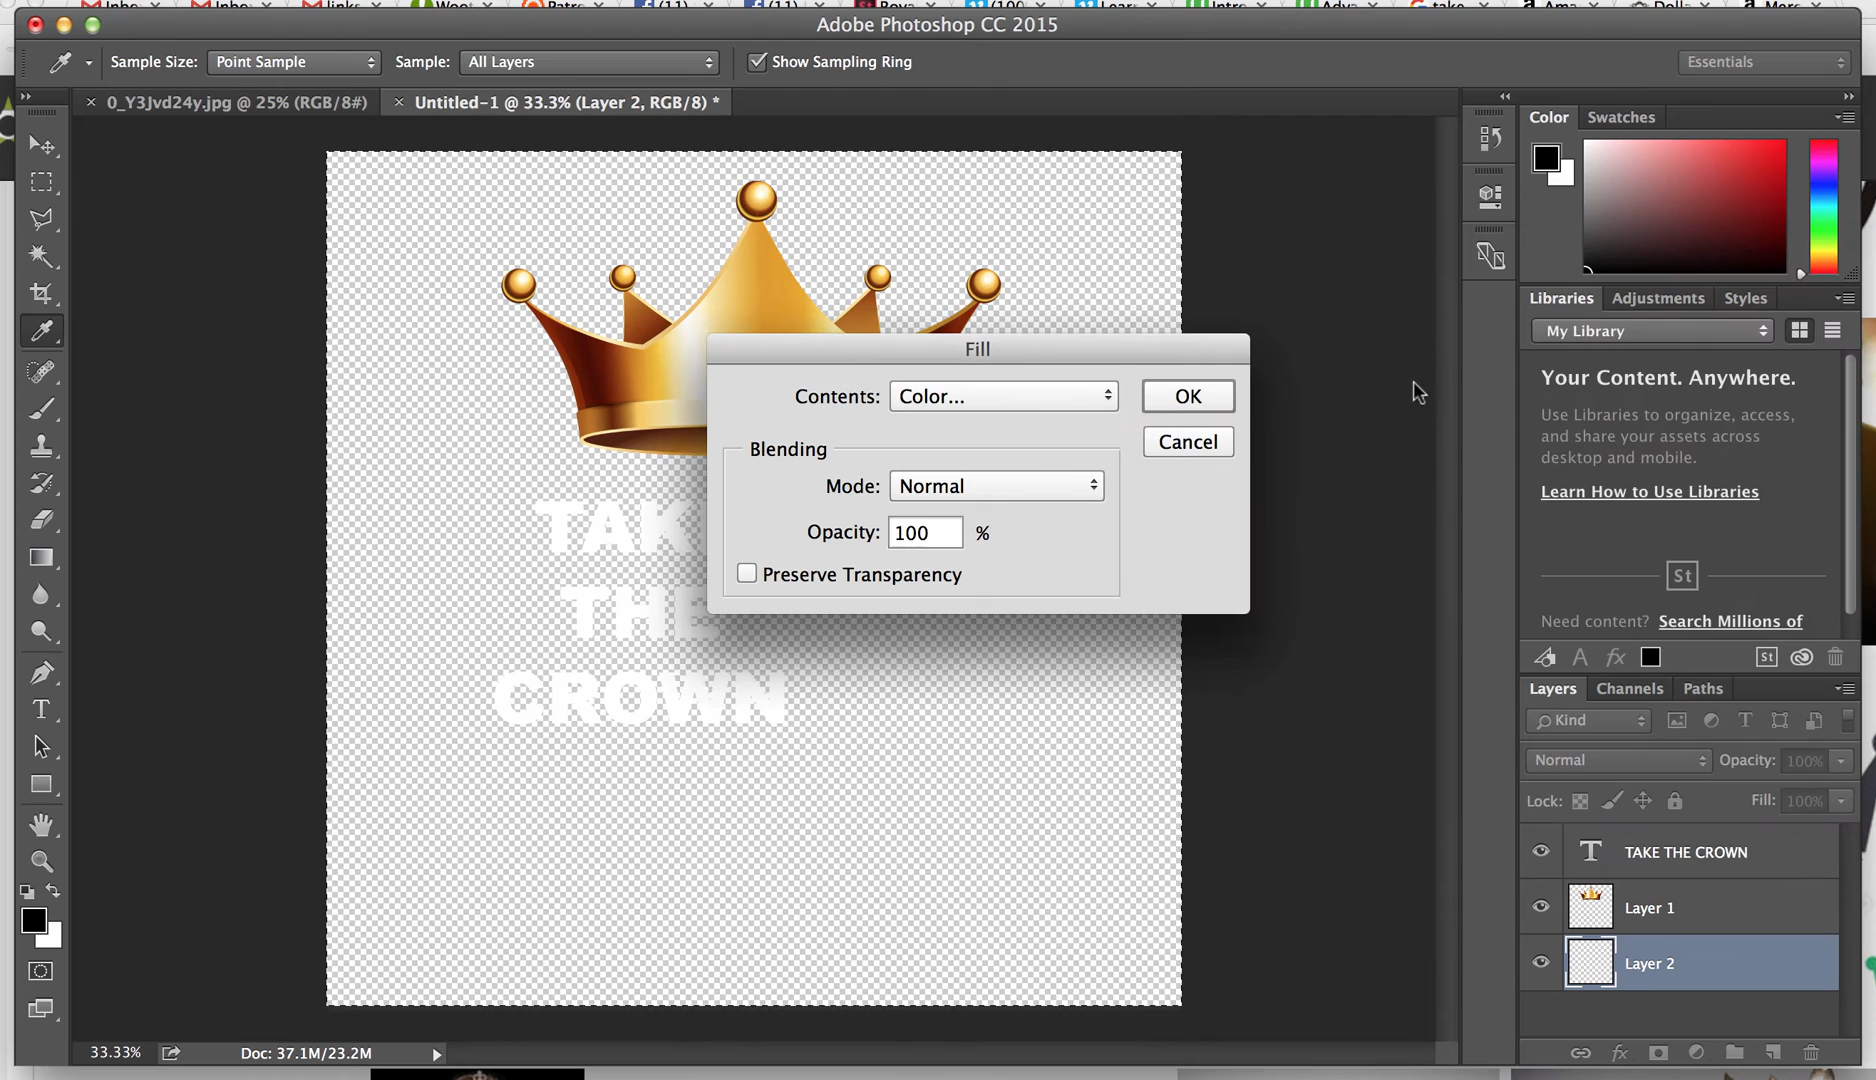 Adobe Photoshop CC 2015
Sample Size: Point Sample Sample: All Layers Show Sampling Ring Essentials
0_Y3Jvd24y.jpg @ 25% (RGB/8#) Untitled-1 @ 33.3% (Layer 2, RGB/8) *
Color Swatches
Libraries Adjustments Styles
My Library
Your Content. Anywhere.
Use Libraries to organize, access,
and share your assets across
desktop and mobile.
Learn How to Use Libraries
St
Need content? Search Millions of
St
Fill
Contents: Color... OK
Cancel
Blending
Mode: Normal
Opacity: 100 %
Preserve Transparency
TAK
THE
CROWN
Layers Channels Paths
Kind
Normal Opacity: 100%
Lock: Fill: 100%
TAKE THE CROWN
Layer 1
Layer 2
33.33% Doc: 37.1M/23.2M